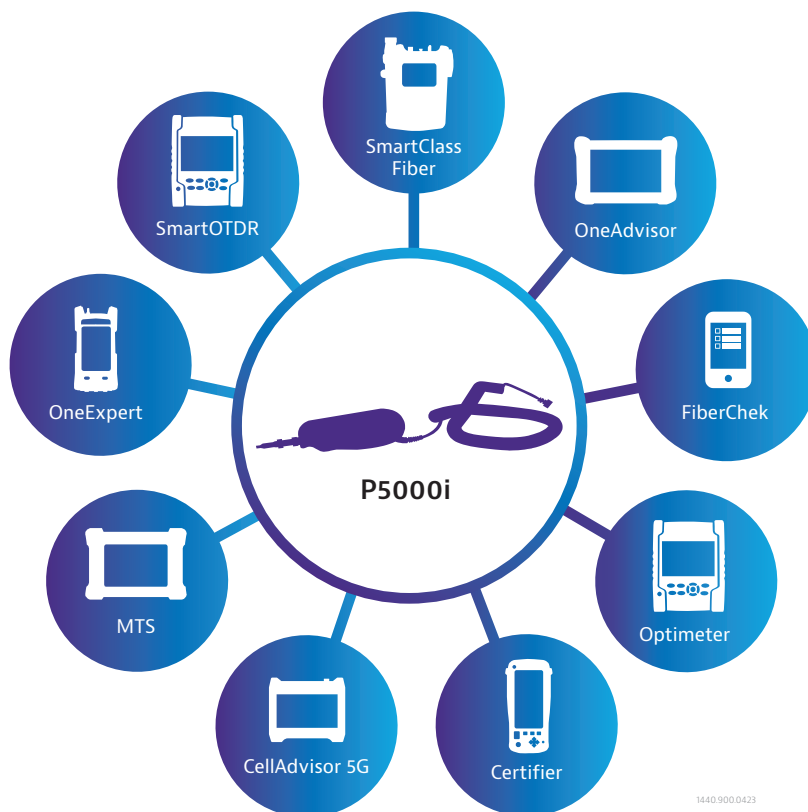 SmartClass
Fiber
SmartOTDR
OneAdvisor
OneExpert
FiberChek
P5000i
MTS
Optimeter
CellAdvisor 5G
Certifier
1440.900.0423